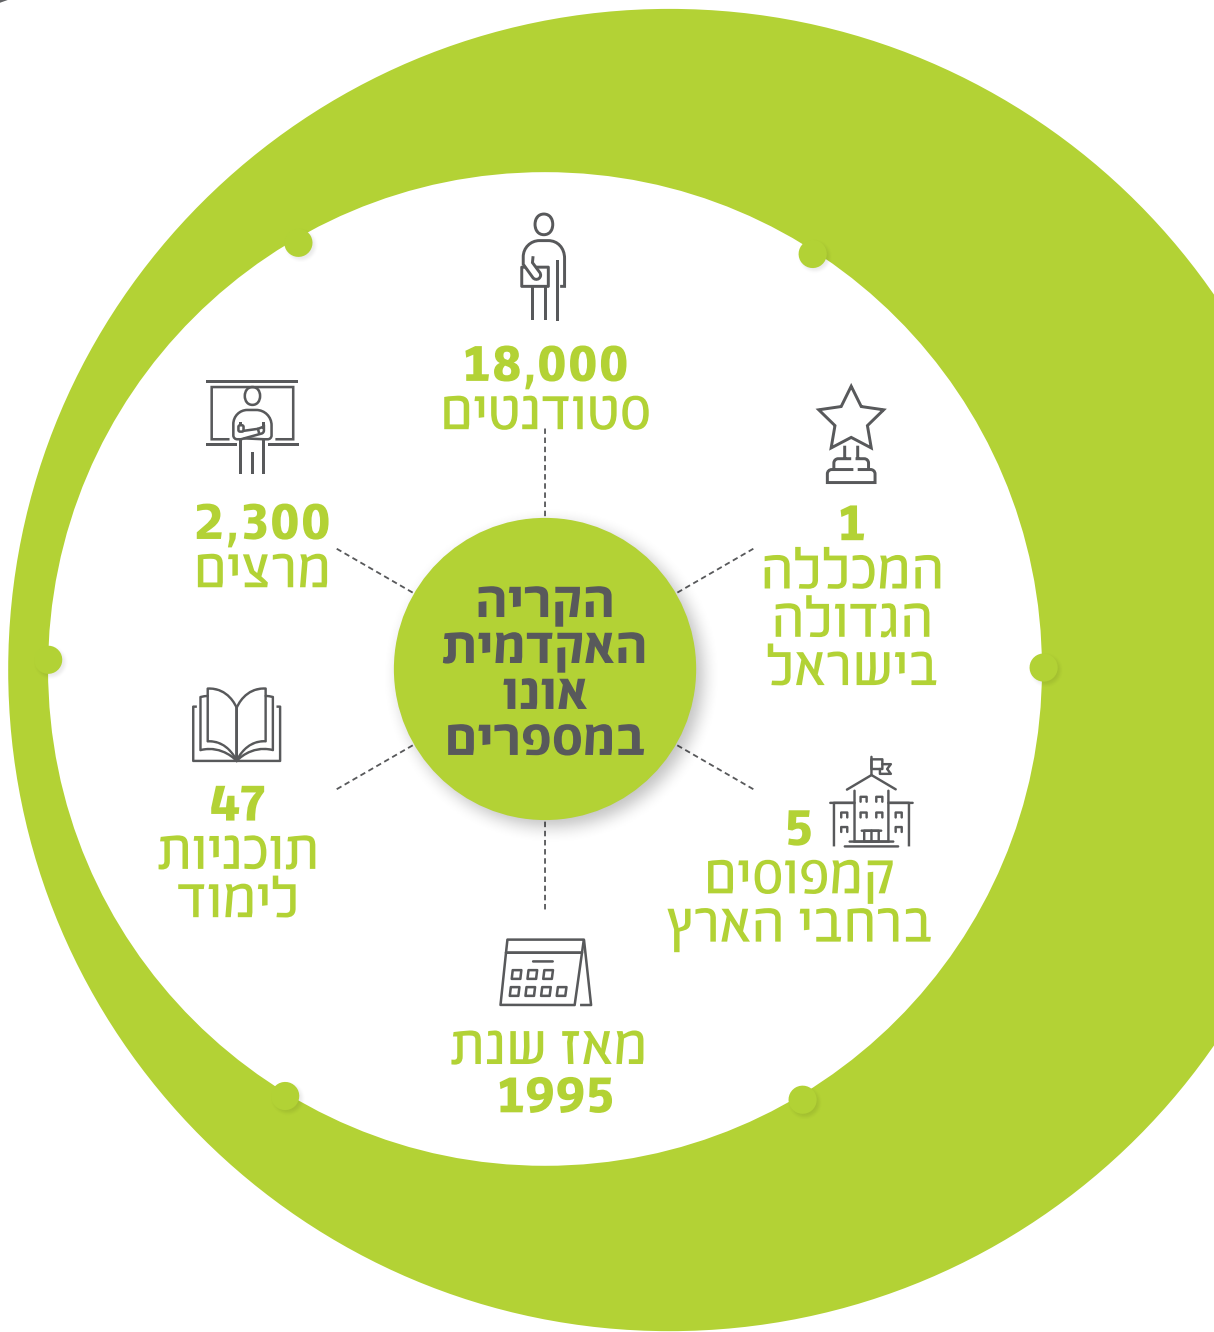 הקריה
האקדמית
אונו
במספרים
18,000
סטודנטים
1
המכללה
הגדולה
בישראל
5
קמפוסים
ברחבי הארץ
מאז שנת
1995
47
תוכניות
לימוד
2,300
מרצים